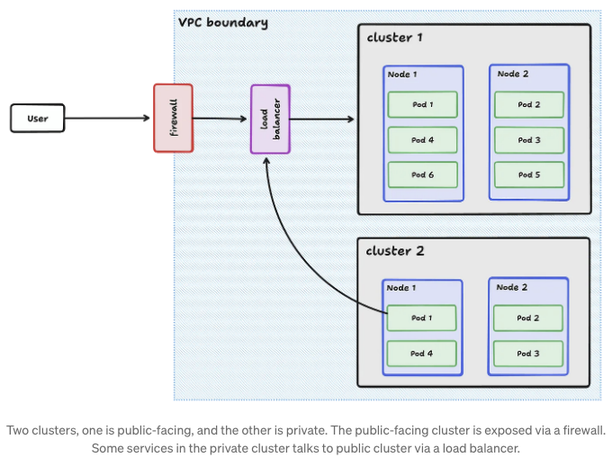 VPC boundary
User
firewall
load
balancer
cluster 1
Node 1
Pod 1
Pod 4
Pod 6
Node 2
Pod 2
Pod 3
Pod 5
cluster 2
Node 1
Pod 1
Pod 4
Node 2
Pod 2
Pod 3
Two clusters, one is public-facing, and the other is private. The public-facing cluster is exposed via a firewall.
Some services in the private cluster talks to public cluster via a load balancer.